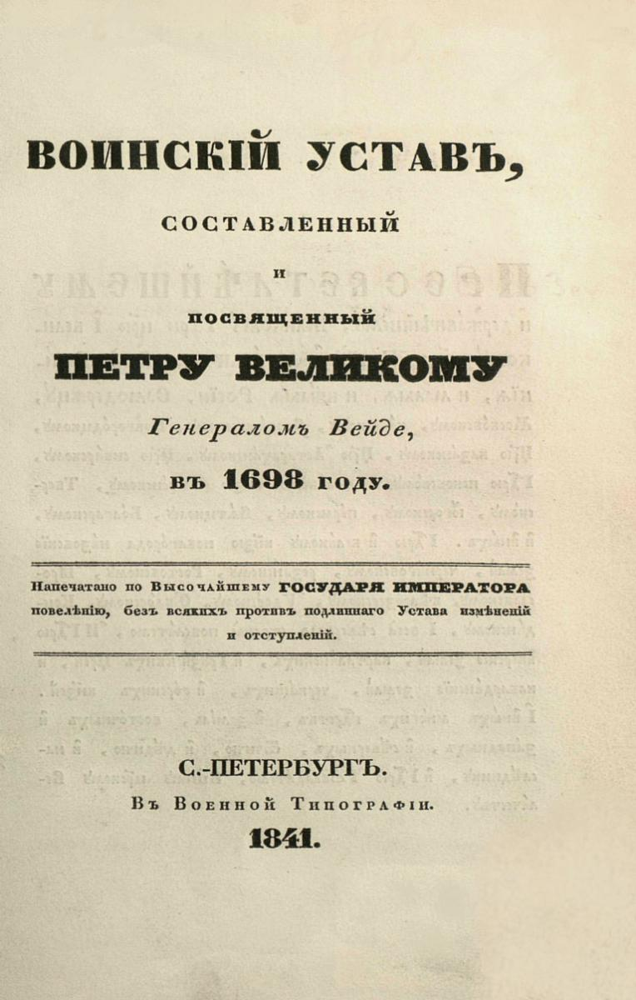 ВОИНСКІЙ УСТАВЪ,
СОСТАВЛЕННЫЙ
И
ПОСВЯЩЕННЫЙ
ПЕТРУ ВЕЛИКОМУ
Генераломъ Вейде,
въ 1698 году.
Напечатано по Высочайшему ГОСУДАРЯ ИМПЕРАТОРА
повелѣнію, безъ всякихъ противъ подлиннаго Устава измѣненій
и отступленій.
С.-ПЕТЕРБУРГЪ.
Въ Военной Типографіи.
1841.